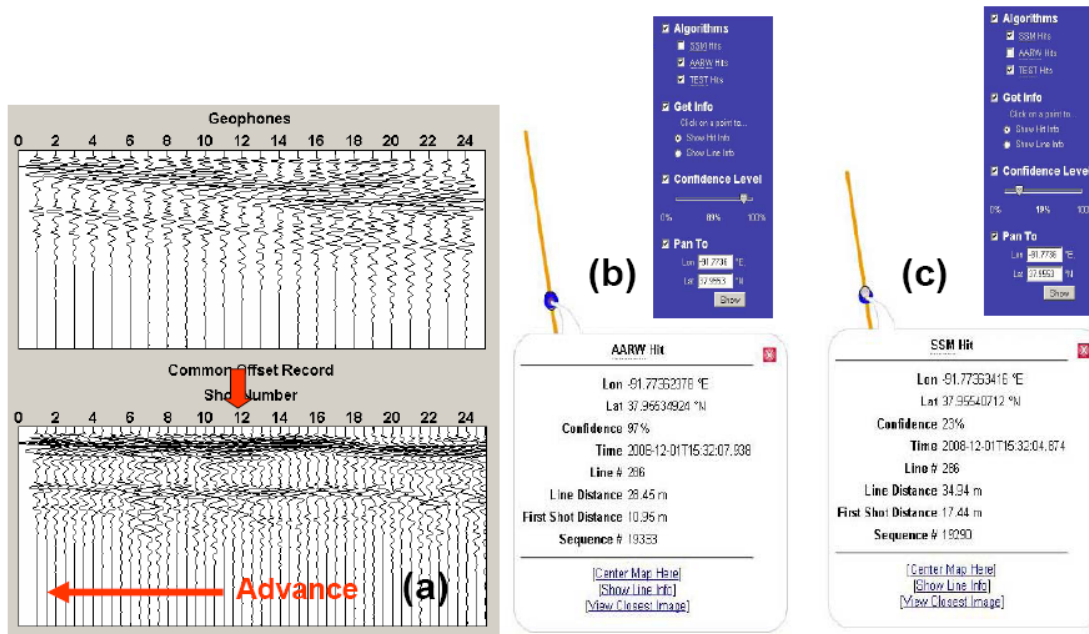 Geophones
0 2 4 6 8 10 12 14 16 18 20 22 24
Common Offset Record
Shot Number
0 2 4 6 8 10 12 14 16 18 20 22 24
Advance
(a)
Algorithms
SSM Hits
AARW Hits
TEST Hits
Get Info
Click on a point to...
Show Hit Info
Show Line Info
Confidence Level
0% 89% 100%
Pan To
Lon -91.7736 °E
Lat 37.9553 °N
Show
(b)
AARW Hit
Lon -91.77362378 °E
Lat 37.95534924 °N
Confidence 97%
Time 2008-12-01T15:32:07.938
Line # 286
Line Distance 28.45 m
First Shot Distance 10.95 m
Sequence # 19333
[Center Map Here]
[Show Line Info]
[View Closest Image]
Algorithms
SSM Hits
AARW Hits
TEST Hits
Get Info
Click on a point to...
Show Hit Info
Show Line Info
Confidence Level
0% 19% 100
Pan To
Lon -91.7736 °E
Lat 37.9553 °N
Show
(c)
SSM Hit
Lon -91.77363416 °E
Lat 37.95540712 °N
Confidence 23%
Time 2008-12-01T15:32:04.874
Line # 286
Line Distance 34.94 m
First Shot Distance 17.44 m
Sequence # 19290
[Center Map Here]
[Show Line Info]
[View Closest Image]